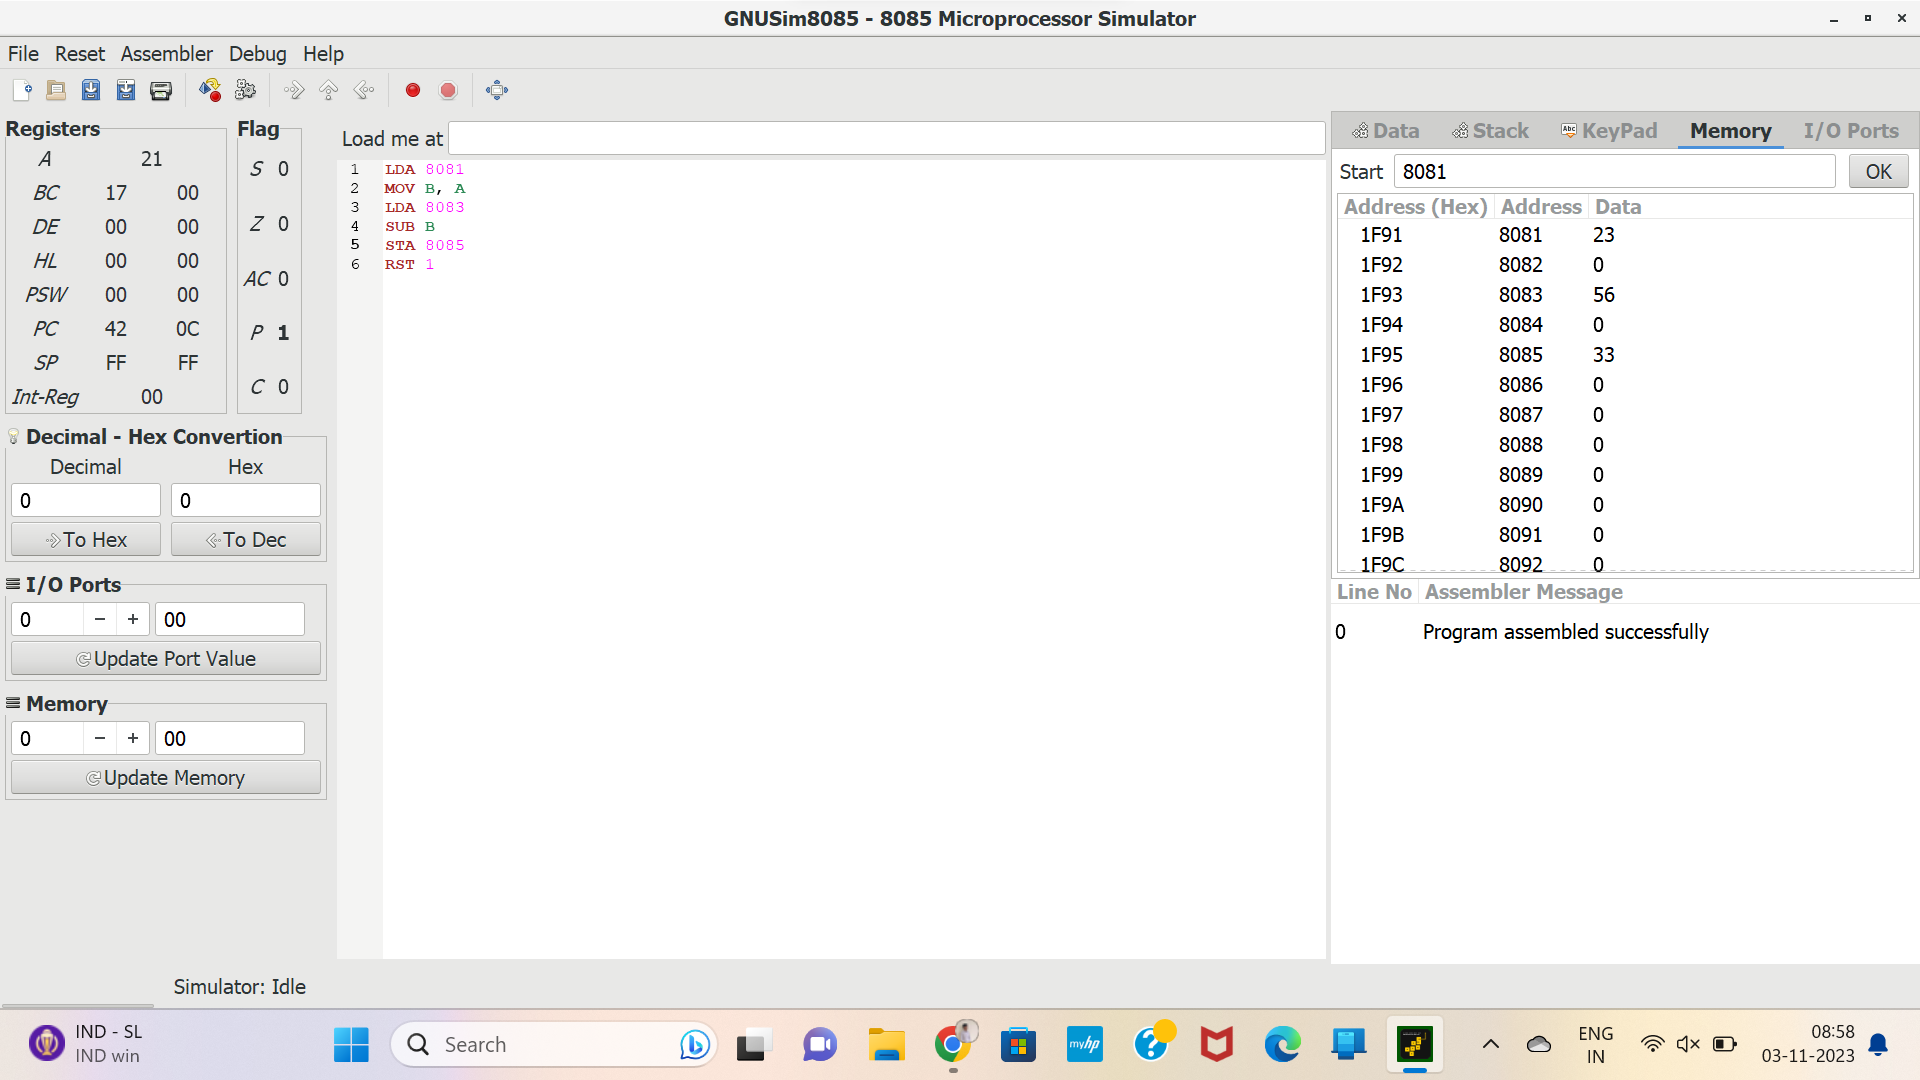 GNUSim8085 - 8085 Microprocessor Simulator
File Reset Assembler Debug Help
Registers
A 21
BC 17 00
DE 00 00
HL 00 00
PSW 00 00
PC 42 0C
SP FF FF
Int-Reg 00
Flag
S 0
Z 0
AC 0
P 1
C 0
Decimal - Hex Convertion
Decimal Hex
0 0
To Hex To Dec
I/O Ports
0 − + 00
Update Port Value
Memory
0 − + 00
Update Memory
Load me at
1 LDA 8081
2 MOV B, A
3 LDA 8083
4 SUB B
5 STA 8085
6 RST 1
Data Stack Abc KeyPad Memory I/O Ports
Start 8081 OK
Address (Hex) Address Data
1F91 8081 23
1F92 8082 0
1F93 8083 56
1F94 8084 0
1F95 8085 33
1F96 8086 0
1F97 8087 0
1F98 8088 0
1F99 8089 0
1F9A 8090 0
1F9B 8091 0
1F9C 8092 0
Line No Assembler Message
0 Program assembled successfully
Simulator: Idle
IND - SL
IND win
Search
myhp
ENG
IN
08:58
03-11-2023